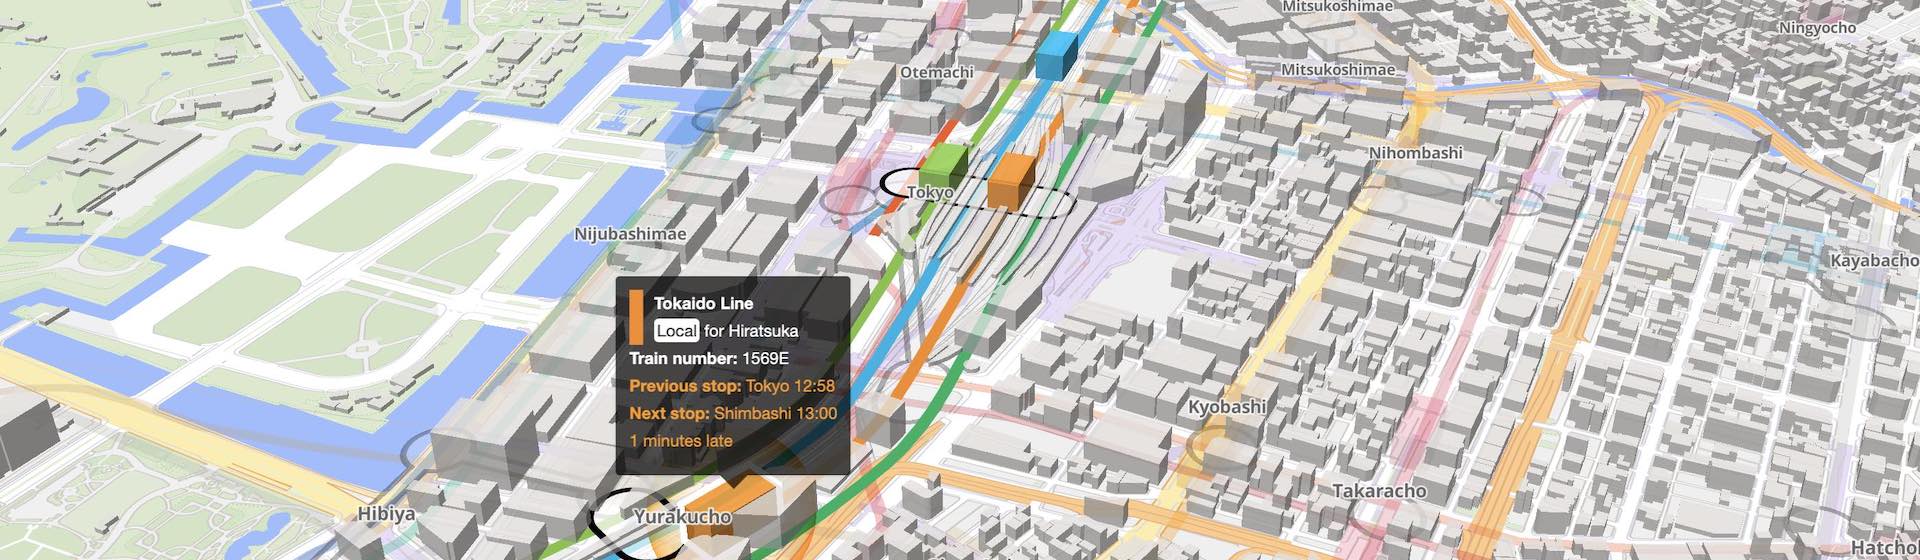 Mitsukoshimae
Ningyocho
Otemachi
Mitsukoshimae
Nihombashi
Tokyo
Nijubashimae
Kayabacho
Tokaido Line
Local for Hiratsuka
Train number: 1569E
Previous stop: Tokyo 12:58
Next stop: Shimbashi 13:00
1 minutes late
Kyobashi
Takaracho
Hibiya
Yurakucho
Hatcho